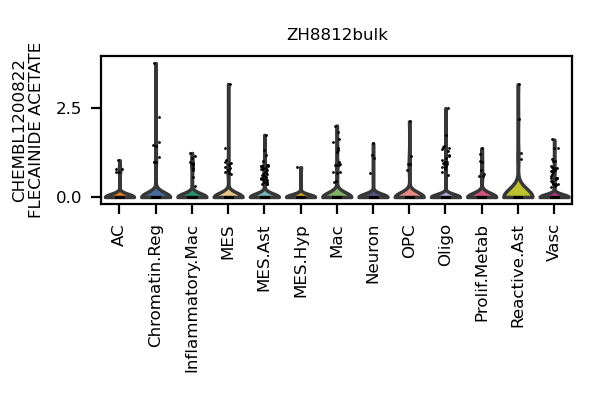 ZH8812bulk
CHEMBL1200822
FLECAINIDE ACETATE
2.5
0.0
AC
Chromatin.Reg
Inflammatory.Mac
MES
MES.Ast
MES.Hyp
Mac
Neuron
OPC
Oligo
Prolif.Metab
Reactive.Ast
Vasc